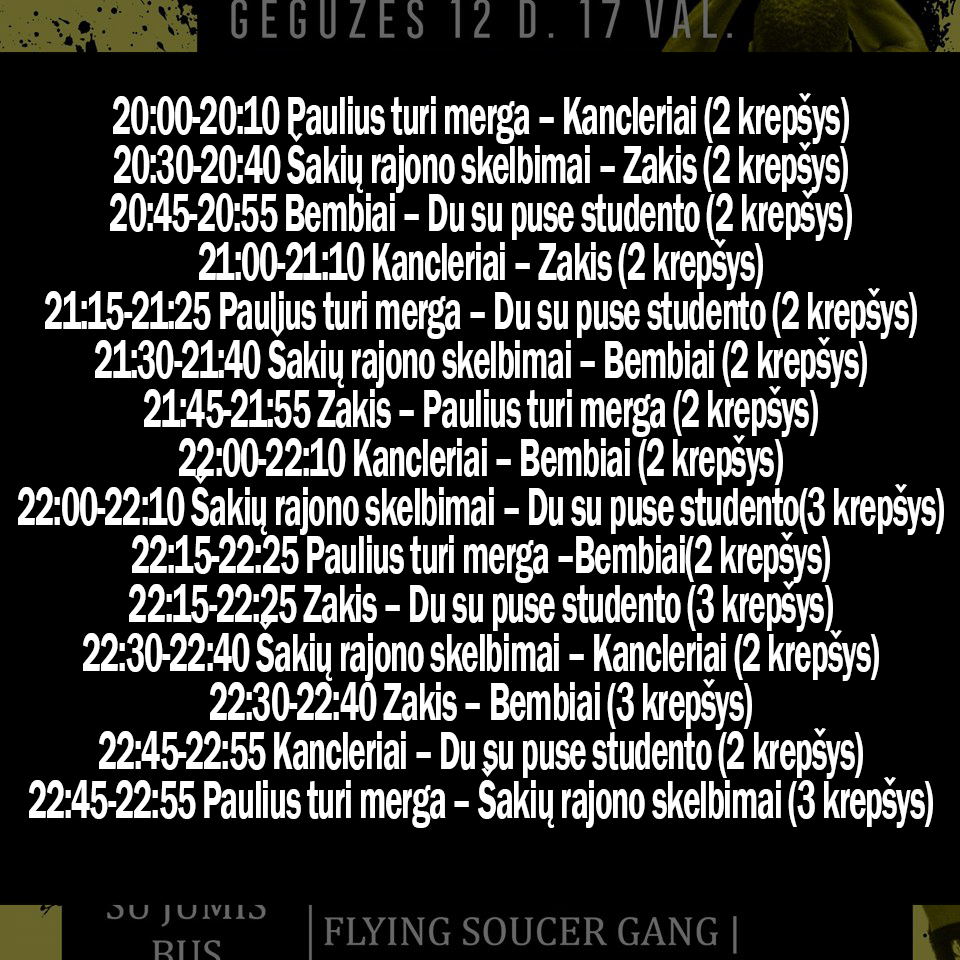 GEGUŽĖS 12 D. 17 VAL.
20:00-20:10 Paulius turi merga – Kancleriai (2 krepšys)
20:30-20:40 Šakių rajono skelbimai – Zakis (2 krepšys)
20:45-20:55 Bembiai – Du su puse studento (2 krepšys)
21:00-21:10 Kancleriai – Zakis (2 krepšys)
21:15-21:25 Paulius turi merga – Du su puse studento (2 krepšys)
21:30-21:40 Šakių rajono skelbimai – Bembiai (2 krepšys)
21:45-21:55 Zakis – Paulius turi merga (2 krepšys)
22:00-22:10 Kancleriai – Bembiai (2 krepšys)
22:00-22:10 Šakių rajono skelbimai – Du su puse studento(3 krepšys)
22:15-22:25 Paulius turi merga –Bembiai(2 krepšys)
22:15-22:25 Zakis – Du su puse studento (3 krepšys)
22:30-22:40 Šakių rajono skelbimai – Kancleriai (2 krepšys)
22:30-22:40 Zakis – Bembiai (3 krepšys)
22:45-22:55 Kancleriai – Du su puse studento (2 krepšys)
22:45-22:55 Paulius turi merga – Šakių rajono skelbimai (3 krepšys)
SU JUMIS
BUS
FLYING SOUCER GANG |